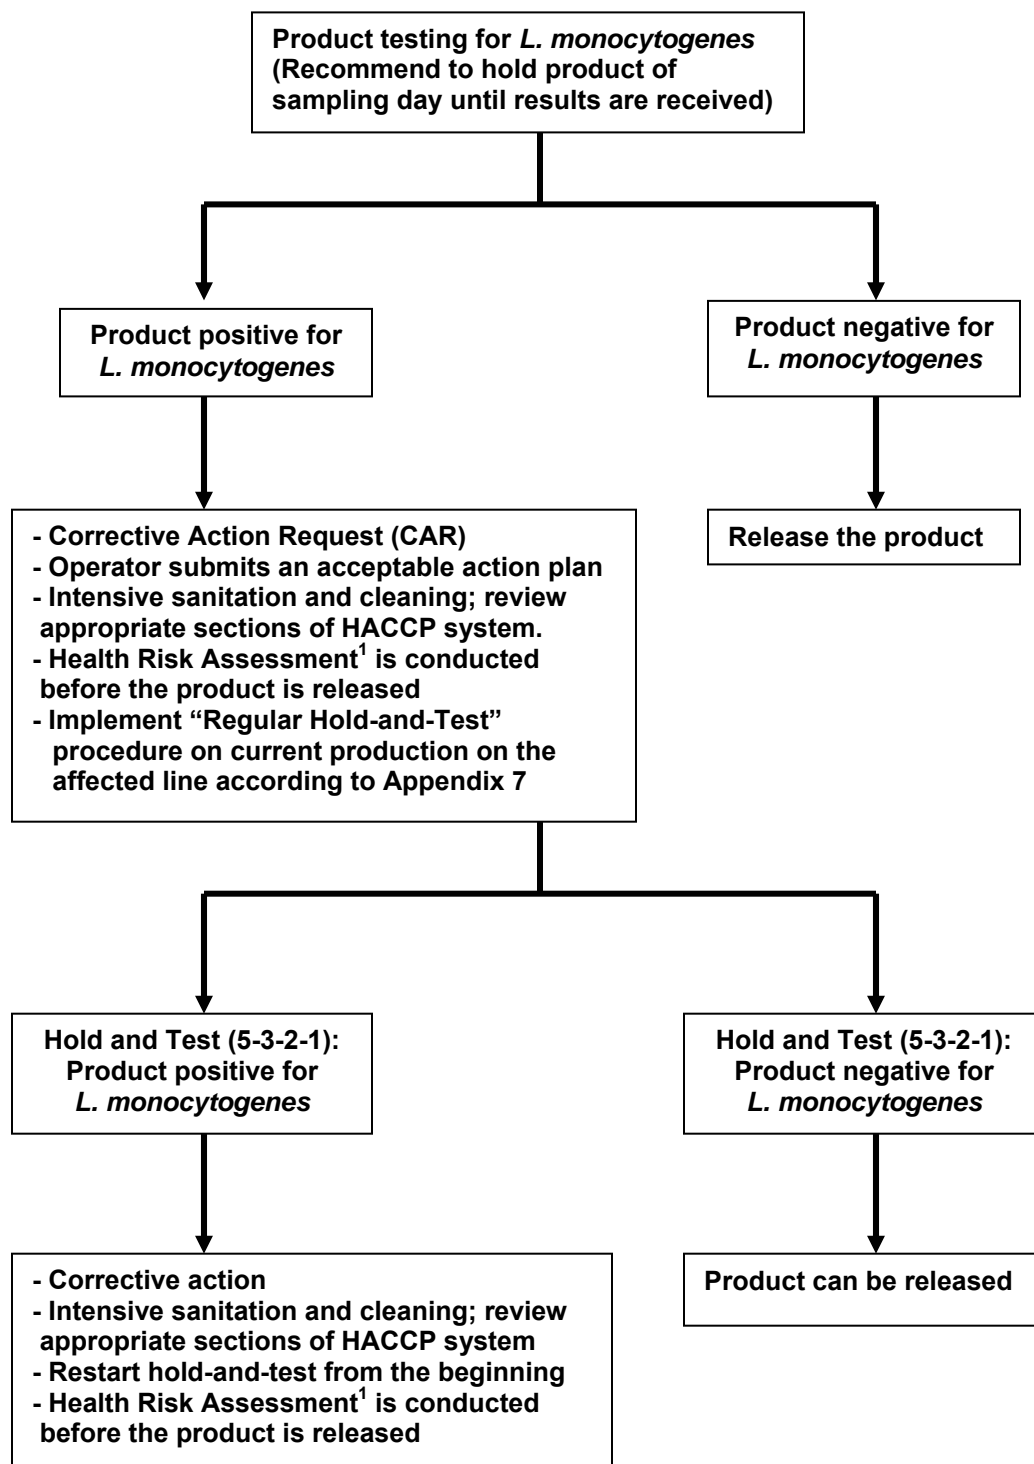 Product testing for L. monocytogenes
(Recommend to hold product of
sampling day until results are received)
Product positive for
L. monocytogenes
Product negative for
L. monocytogenes
- Corrective Action Request (CAR)
- Operator submits an acceptable action plan
- Intensive sanitation and cleaning; review
appropriate sections of HACCP system.
- Health Risk Assessment¹ is conducted
before the product is released
- Implement “Regular Hold-and-Test”
procedure on current production on the
affected line according to Appendix 7
Release the product
Hold and Test (5-3-2-1):
Product positive for
L. monocytogenes
Hold and Test (5-3-2-1):
Product negative for
L. monocytogenes
- Corrective action
- Intensive sanitation and cleaning; review
appropriate sections of HACCP system
- Restart hold-and-test from the beginning
- Health Risk Assessment¹ is conducted
before the product is released
Product can be released